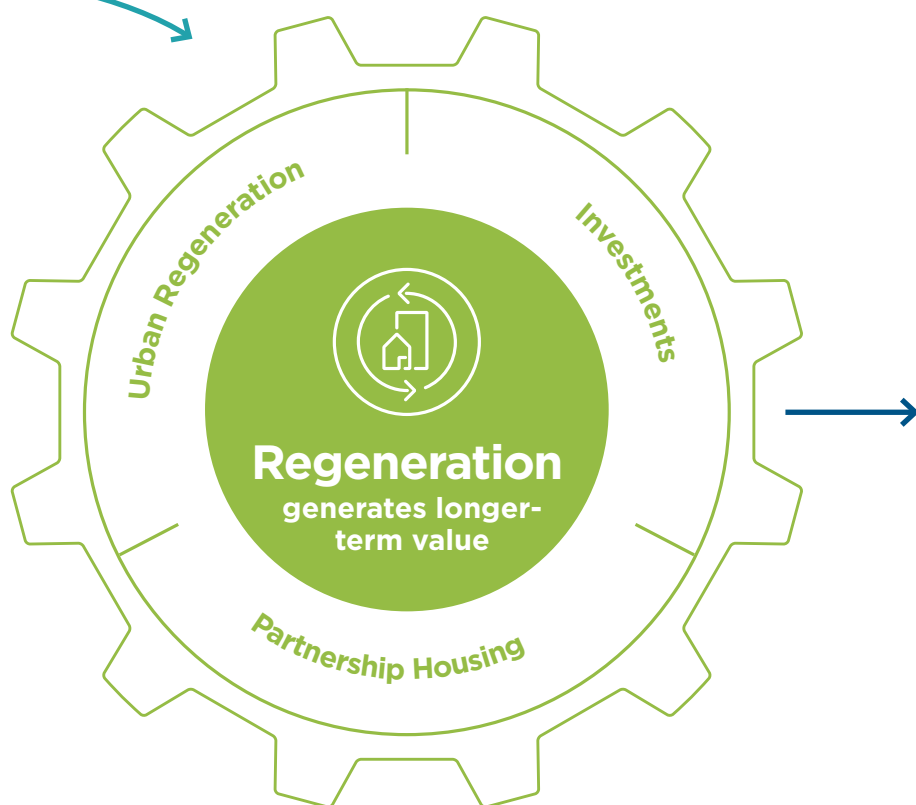 Urban Regeneration
Investments
Regeneration
generates longer-
term value
Partnership Housing